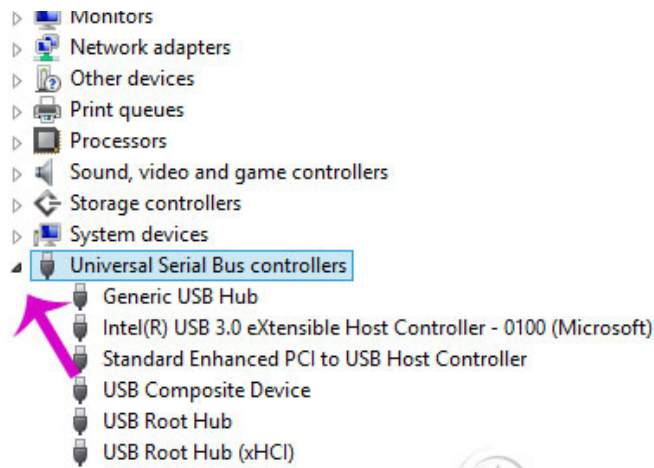 Monitors
Network adapters
Other devices
Print queues
Processors
Sound, video and game controllers
Storage controllers
System devices
Universal Serial Bus controllers
Generic USB Hub
Intel(R) USB 3.0 eXtensible Host Controller - 0100 (Microsoft)
Standard Enhanced PCI to USB Host Controller
USB Composite Device
USB Root Hub
USB Root Hub (xHCI)